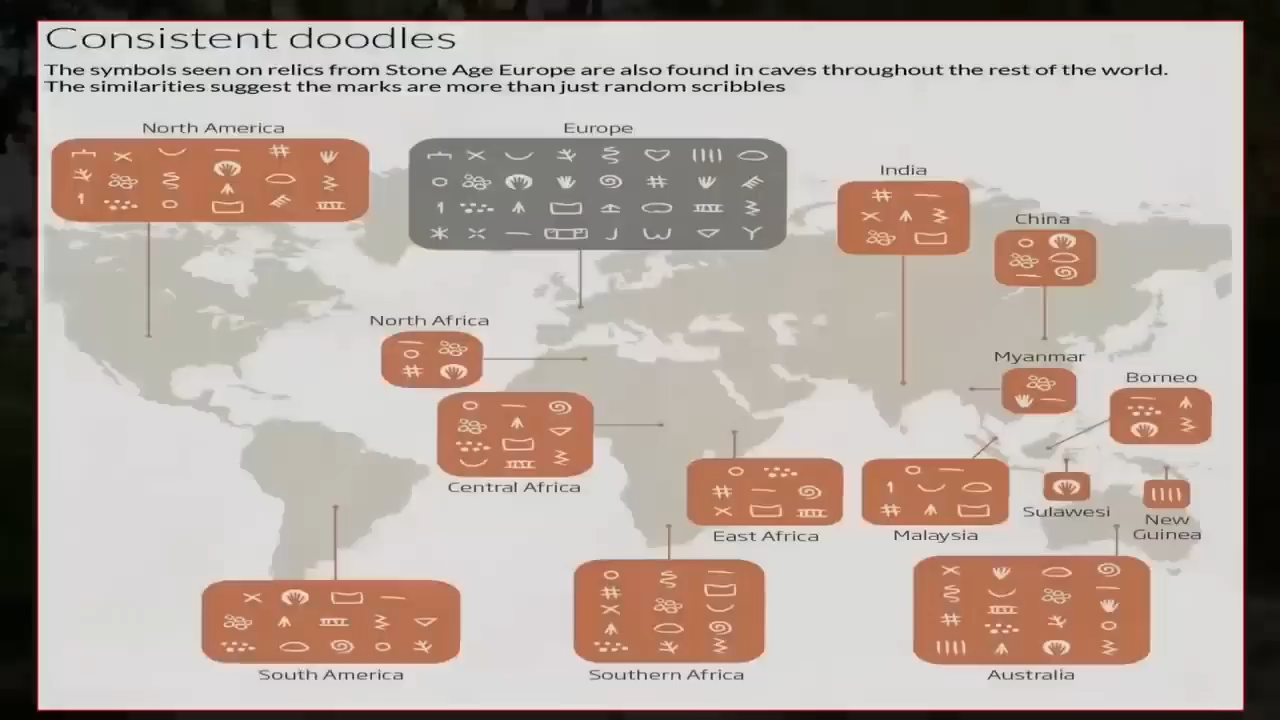 Consistent doodles
The symbols seen on relics from Stone Age Europe are also found in caves throughout the rest of the world.
The similarities suggest the marks are more than just random scribbles
North America
Europe
India
China
North Africa
Myanmar
Borneo
Central Africa
East Africa
Malaysia
Sulawesi
New
Guinea
South America
Southern Africa
Australia